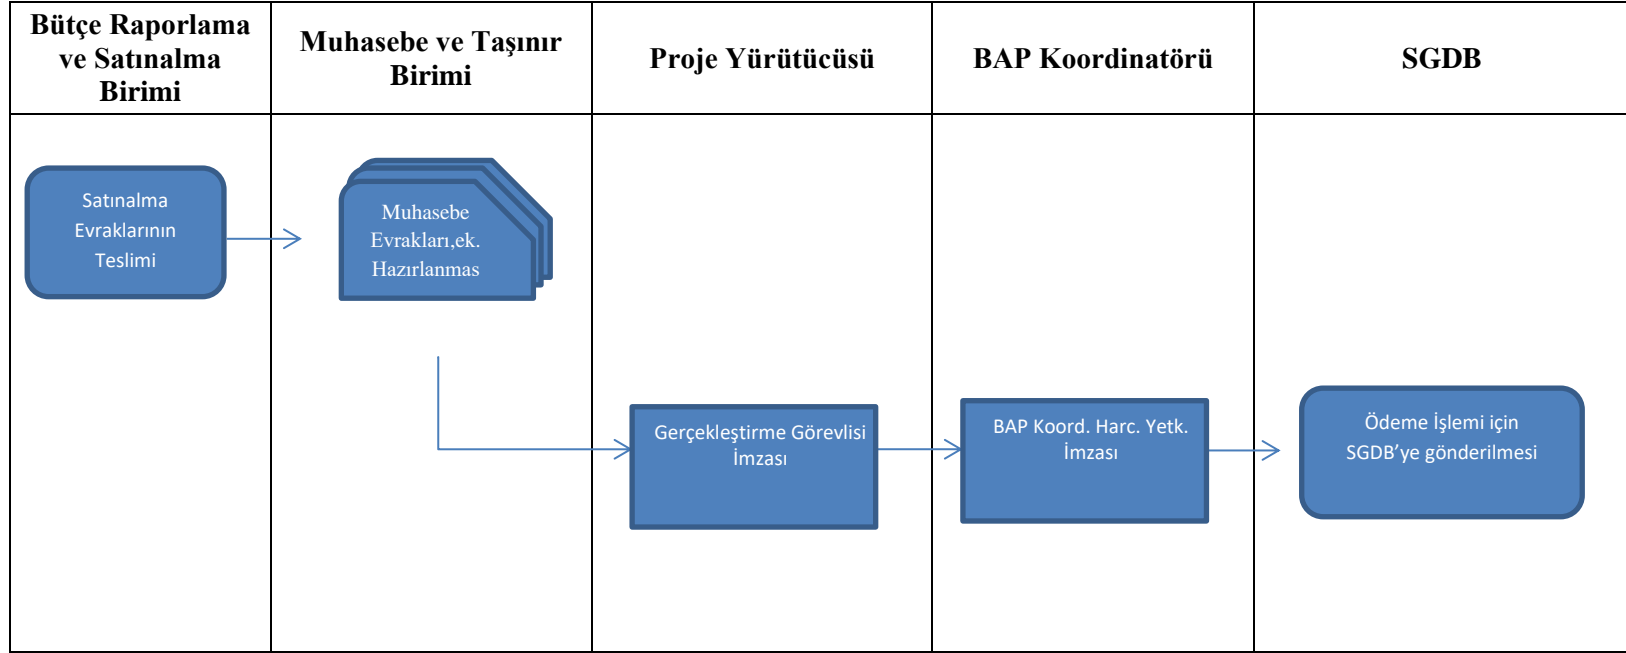 Bütçe Raporlama
ve Satınalma
Birimi
Muhasebe ve Taşınır
Birimi
Proje Yürütücüsü
BAP Koordinatörü
SGDB
Satınalma
Evraklarının
Teslimi
Muhasebe
Evrakları,ek.
Hazırlanmas
Gerçekleştirme Görevlisi
İmzası
BAP Koord. Harc. Yetk.
İmzası
Ödeme İşlemi için
SGDB’ye gönderilmesi